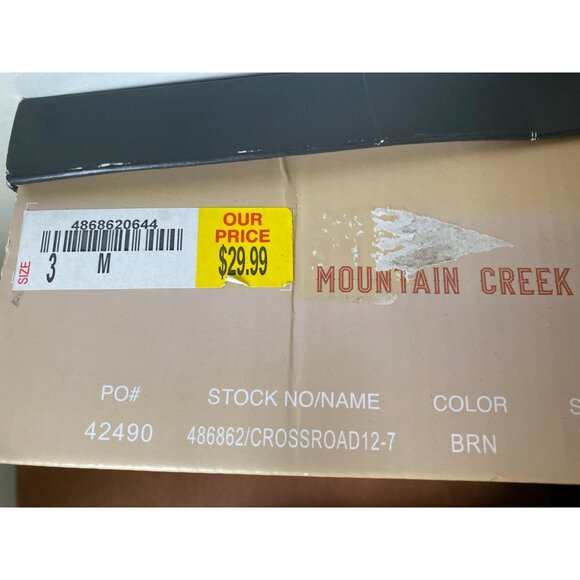 4868620644
SIZE
3 M
OUR
PRICE
$29.99
MOUNTAIN CREEK
PO# STOCK NO/NAME COLOR S
42490 486862/CROSSROAD12-7 BRN